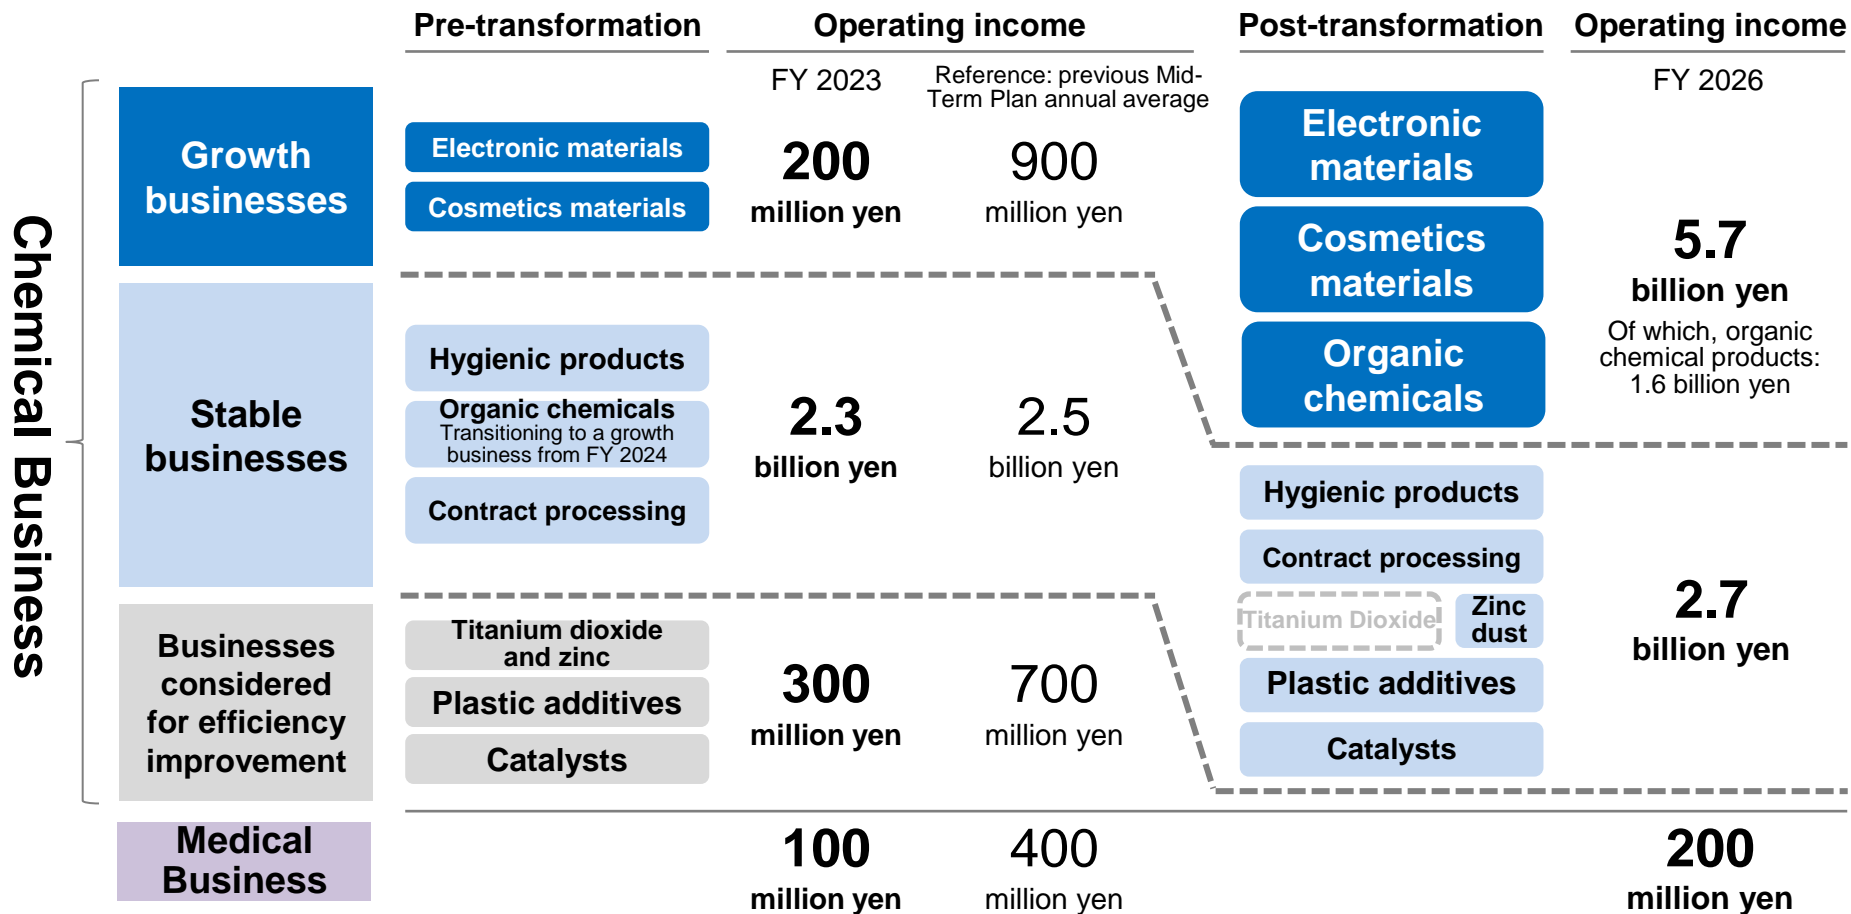 Pre-transformation
Operating income
Post-transformation
Operating income
FY 2023
Reference: previous Mid-
Term Plan annual average
FY 2026
Chemical Business
Growth
businesses
Electronic materials
Cosmetics materials
200
million yen
900
million yen
Electronic
materials
Cosmetics
materials
Organic
chemicals
5.7
billion yen
Of which, organic
chemical products:
1.6 billion yen
Stable
businesses
Hygienic products
Organic chemicals
Transitioning to a growth
business from FY 2024
Contract processing
2.3
billion yen
2.5
billion yen
Hygienic products
Contract processing
Titanium Dioxide
Zinc
dust
Plastic additives
Catalysts
2.7
billion yen
Businesses
considered
for efficiency
improvement
Titanium dioxide
and zinc
Plastic additives
Catalysts
300
million yen
700
million yen
Medical
Business
100
million yen
400
million yen
200
million yen